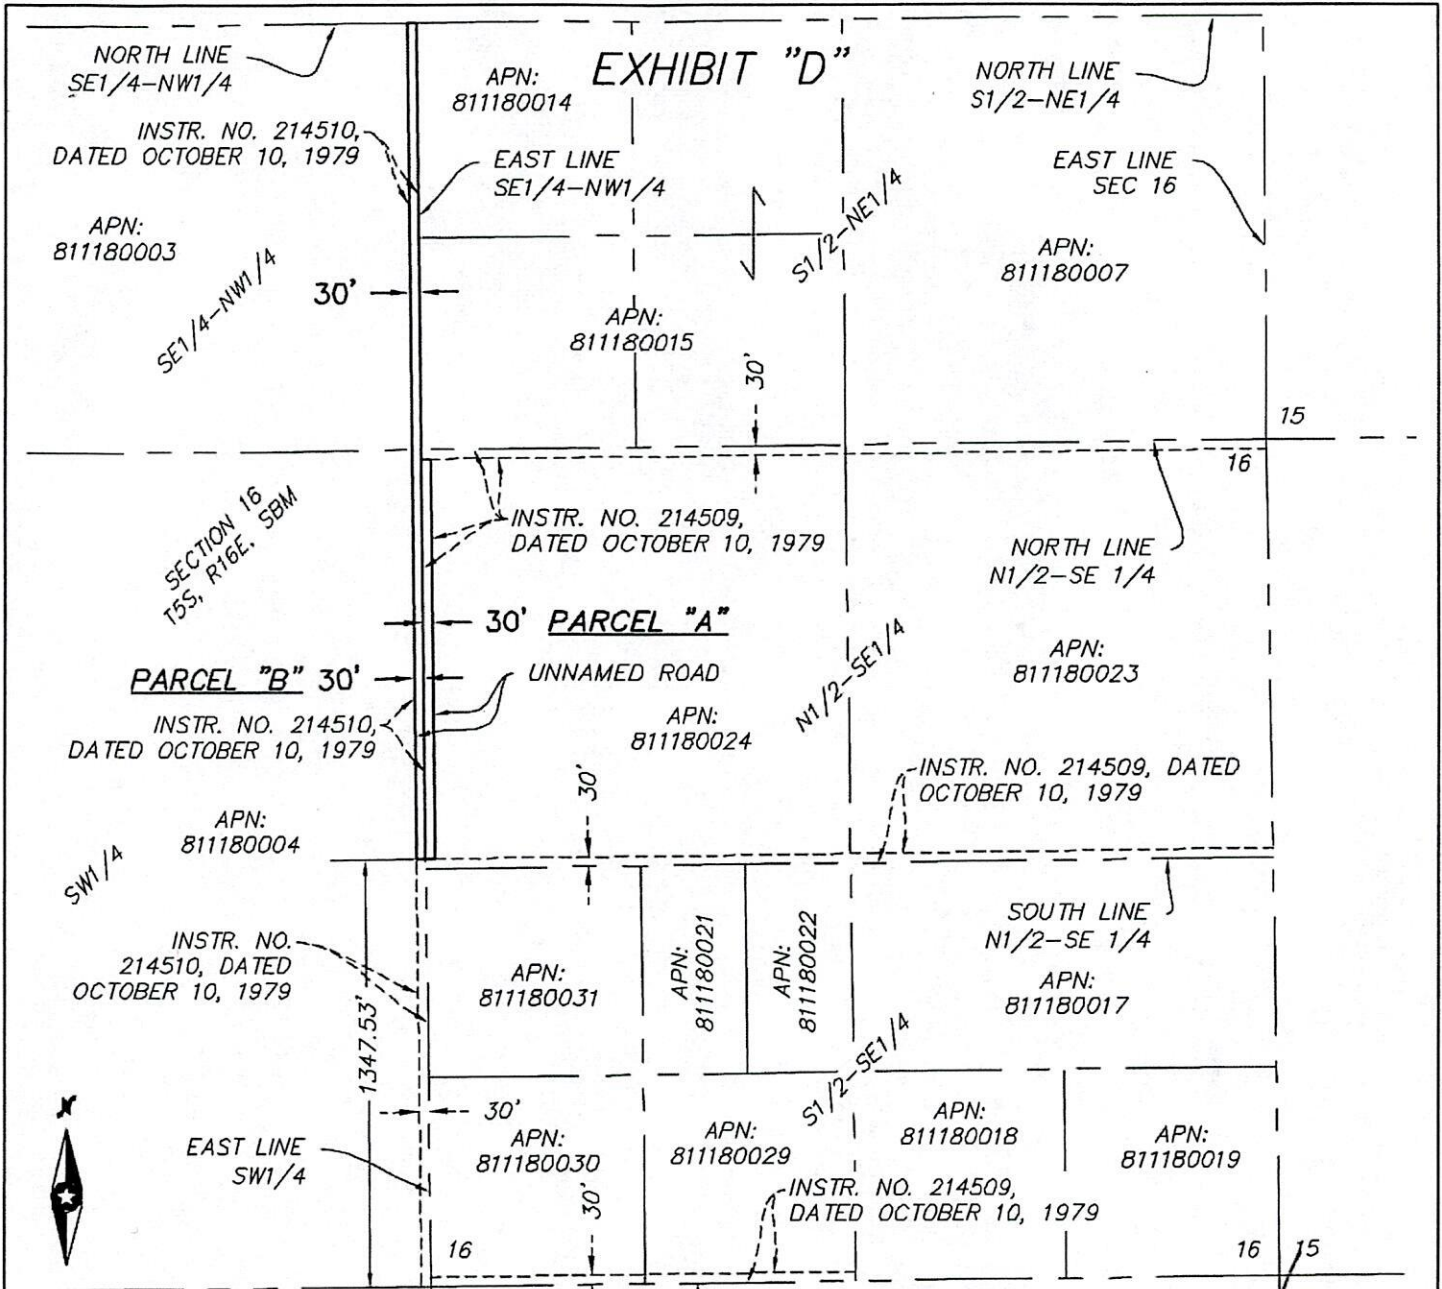 EXHIBIT "D"
NORTH LINE
SE1/4-NW1/4
APN:
811180014
NORTH LINE
S1/2-NE1/4
INSTR. NO. 214510,
DATED OCTOBER 10, 1979
EAST LINE
SE1/4-NW1/4
EAST LINE
SEC 16
APN:
811180003
SE1/4-NW1/4
S1/2-NE1/4
APN:
811180007
30'
APN:
811180015
30'
15
16
SECTION 16
T5S, R16E, SBM
INSTR. NO. 214509,
DATED OCTOBER 10, 1979
NORTH LINE
N1/2-SE 1/4
30' PARCEL "A"
PARCEL "B" 30'
UNNAMED ROAD
N1/2-SE1/4
APN:
811180023
INSTR. NO. 214510,
DATED OCTOBER 10, 1979
APN:
811180024
30'
INSTR. NO. 214509, DATED
OCTOBER 10, 1979
APN:
811180004
SW1/4
SOUTH LINE
N1/2-SE 1/4
INSTR. NO.
214510, DATED
OCTOBER 10, 1979
1347.53'
APN:
811180031
APN:
811180021
APN:
811180022
APN:
811180017
S1/2-SE1/4
N
30'
EAST LINE
SW1/4
APN:
811180030
APN:
811180029
APN:
811180018
APN:
811180019
30'
INSTR. NO. 214509,
DATED OCTOBER 10, 1979
16
16
15